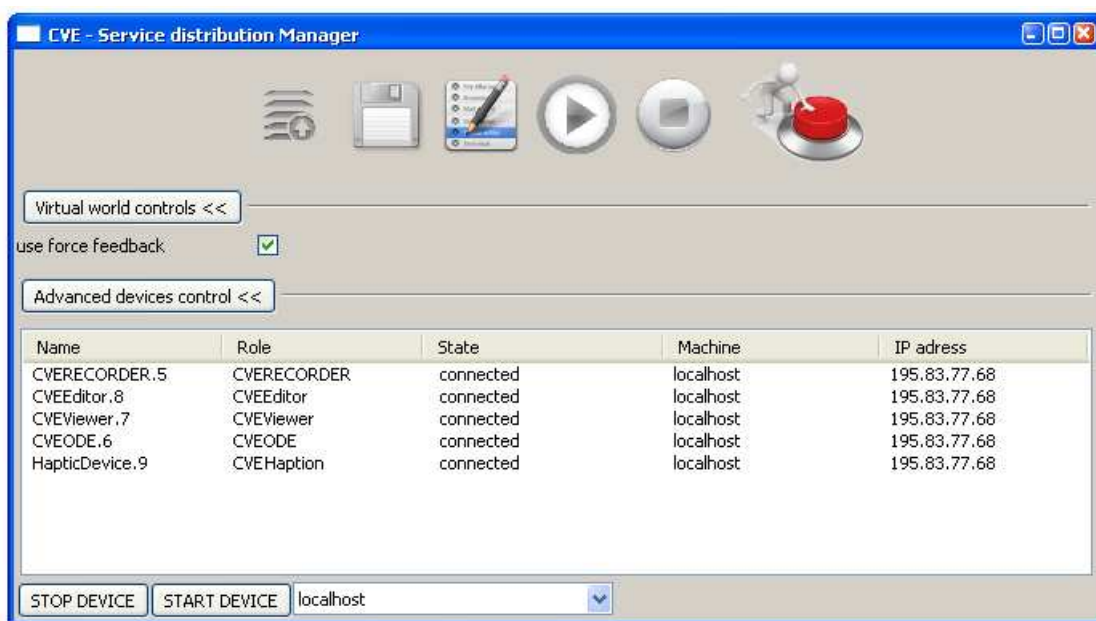 CVE - Service distribution Manager
Virtual world controls <<
use force feedback
Advanced devices control <<
Name Role State Machine IP adress
CVERECORDER.5 CVERECORDER connected localhost 195.83.77.68
CVEEditor.8 CVEEditor connected localhost 195.83.77.68
CVEViewer.7 CVEViewer connected localhost 195.83.77.68
CVEODE.6 CVEODE connected localhost 195.83.77.68
HapticDevice.9 CVEHaption connected localhost 195.83.77.68
STOP DEVICE START DEVICE localhost